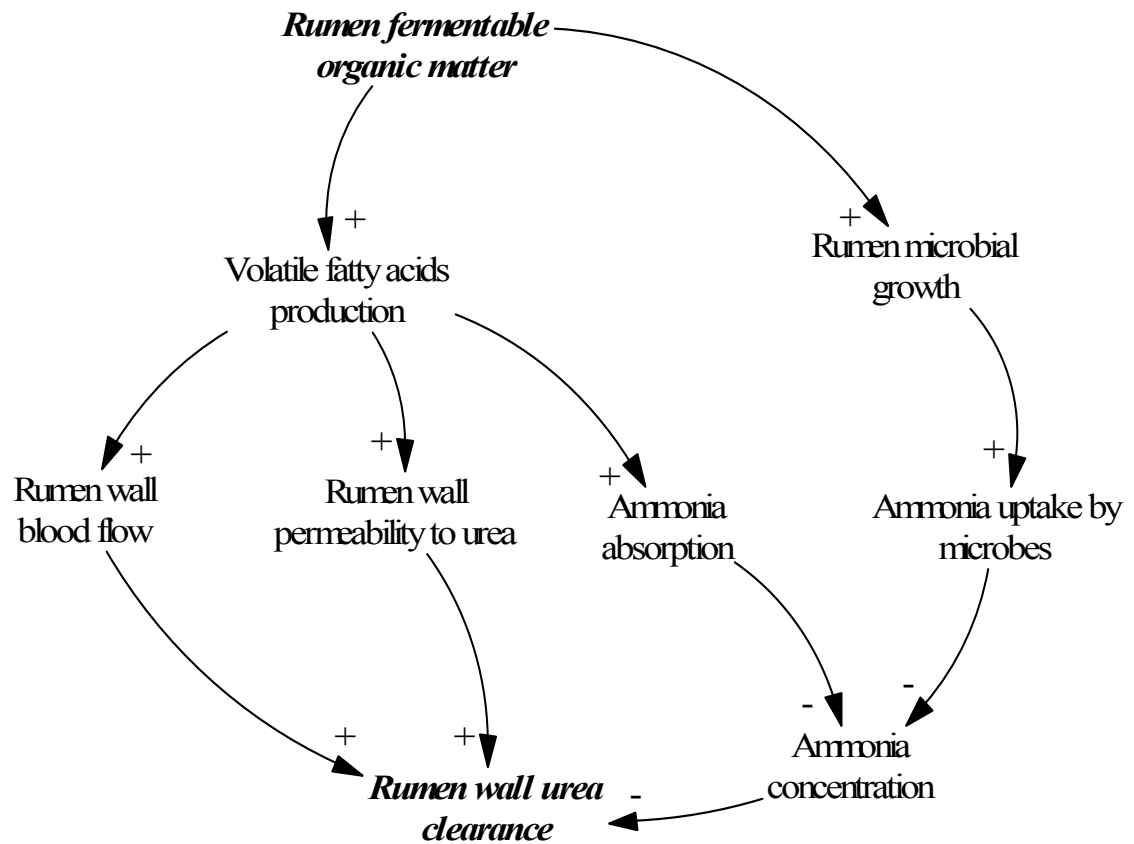 Rumen fermentable
organic matter
+
+
Rumen microbial
growth
Volatile fatty acids
production
+
+
+
+
Rumen wall
blood flow
Rumen wall
permeability to urea
Ammonia
absorption
Ammonia uptake by
microbes
-
-
+
+
Ammonia
concentration
Rumen wall urea
clearance
-